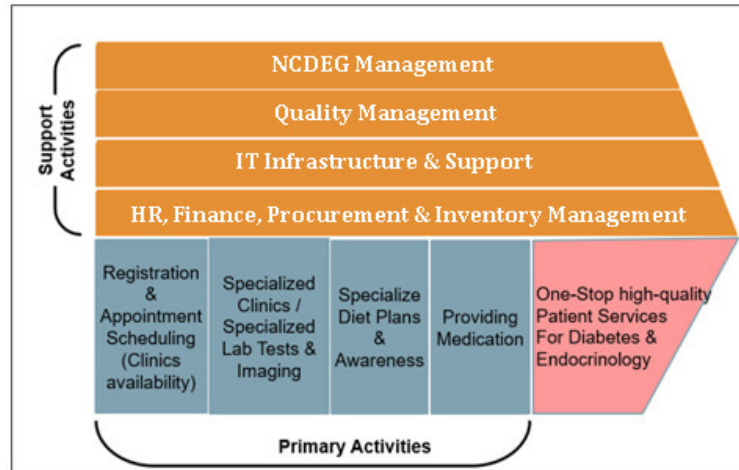 Support
Activities
NCDEG Management
Quality Management
IT Infrastructure & Support
HR, Finance, Procurement & Inventory Management
Registration
&
Appointment
Scheduling
(Clinics
availability)
Specialized
Clinics /
Specialized
Lab Tests &
Imaging
Specialize
Diet Plans
&
Awareness
Providing
Medication
One-Stop high-quality
Patient Services
For Diabetes &
Endocrinology
Primary Activities